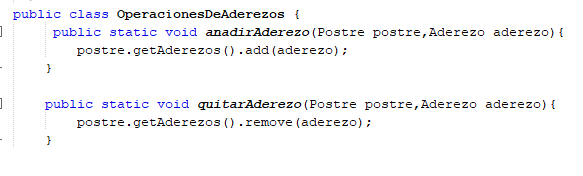 public class OperacionesDeAderezos {
public static void anadirAderezo(Postre postre,Aderezo aderezo){
postre.getAderezos().add(aderezo);
}
public static void quitarAderezo(Postre postre,Aderezo aderezo){
postre.getAderezos().remove(aderezo);
}